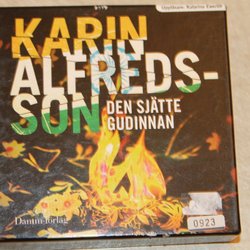 Uppläsare: Katarina Ewerlöf
KARIN
ALFREDS-
SON
DEN SJÄTTE
GUDINNAN
Damm förlag
0923